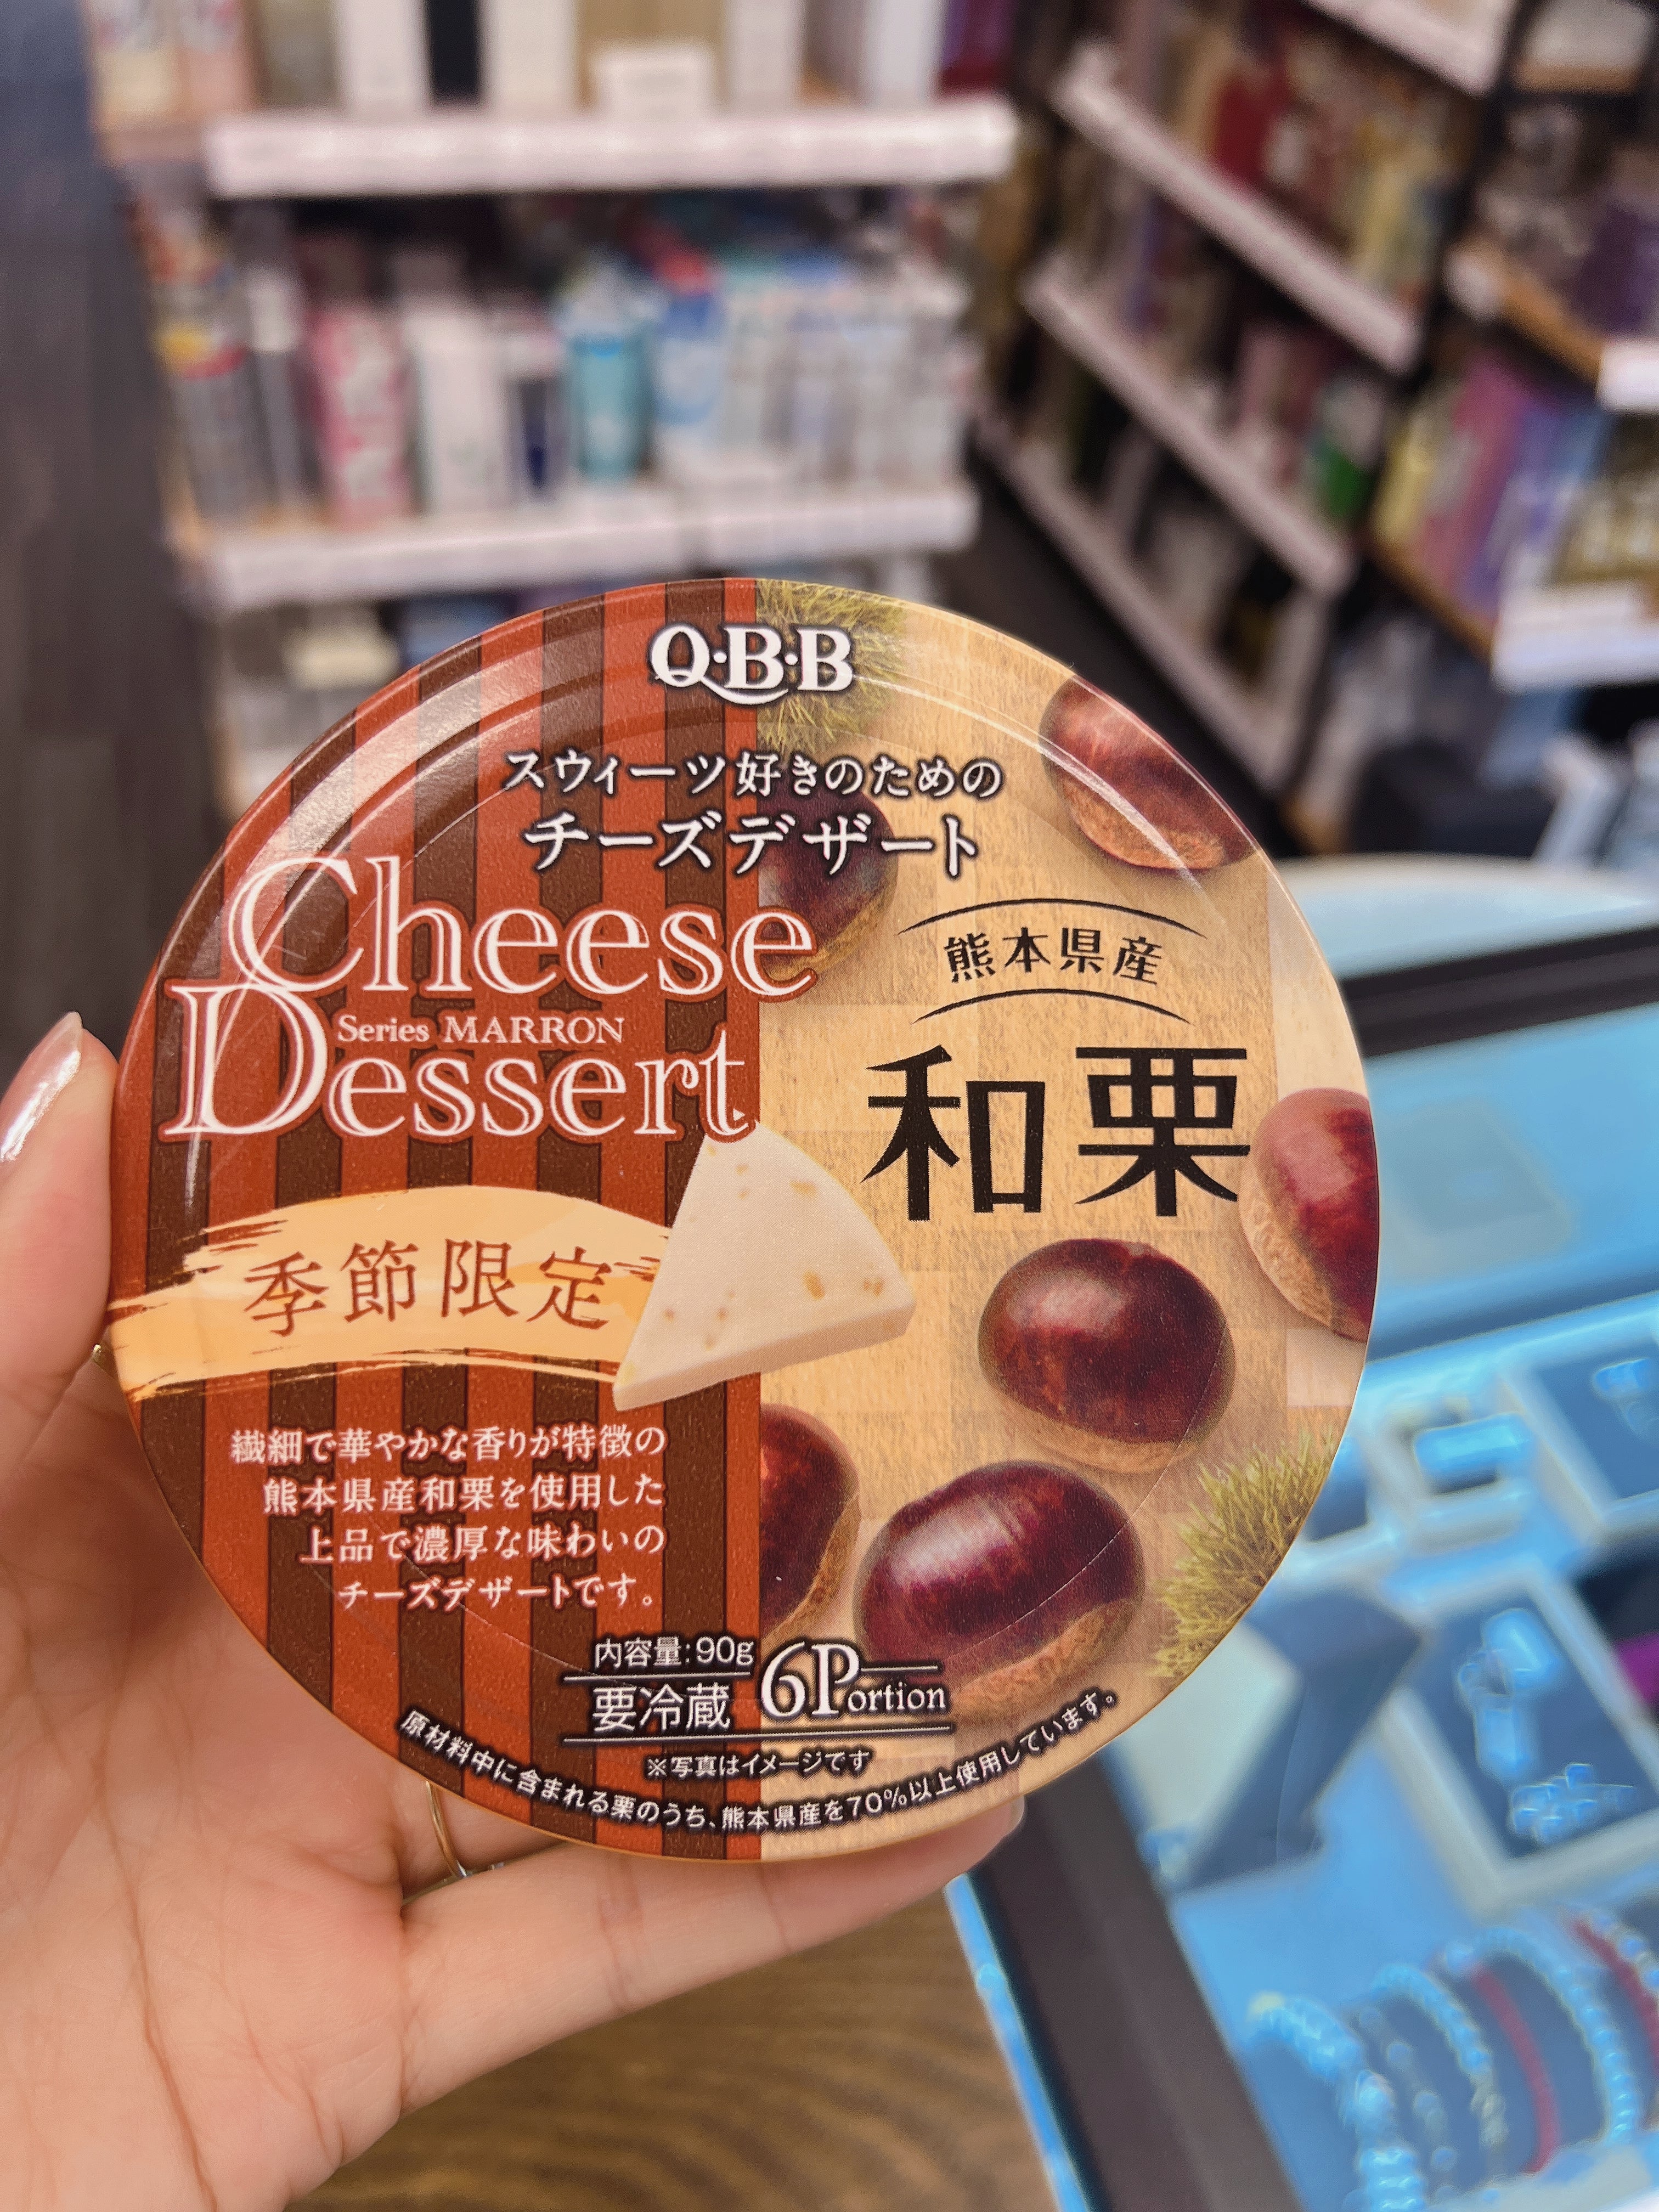 Q·B·B
スウィーツ好きのための
チーズデザート
Cheese
Series MARRON
Dessert
熊本県産
和栗
季節限定
繊細で華やかな香りが特徴の
熊本県産和栗を使用した
上品で濃厚な味わいの
チーズデザートです。
内容量:90g
要冷蔵
6Portion
※写真はイメージです
原材料中に含まれる栗のうち、熊本県産を70%以上使用しています。